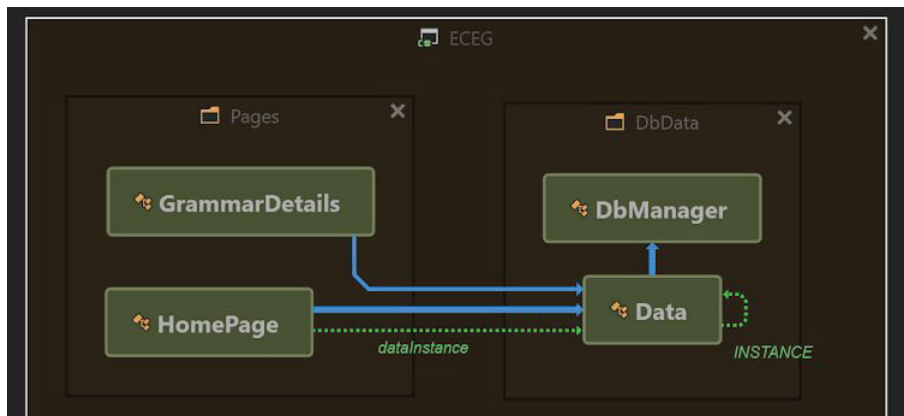 ECEG
Pages
DbData
GrammarDetails
DbManager
HomePage
Data
dataInstance
INSTANCE